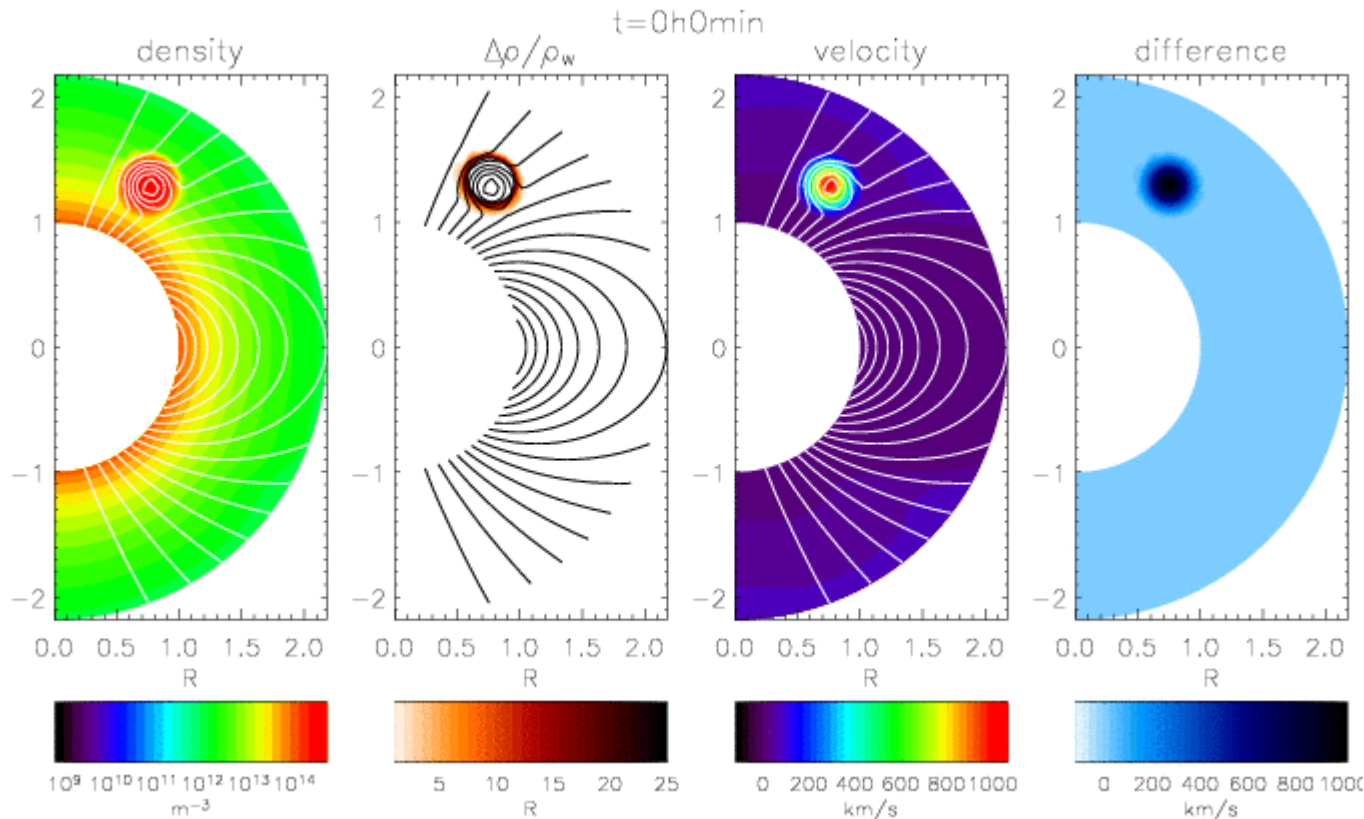 t=0h0min
density Δρ/ρw velocity difference
2 2 2 2
1 1 1 1
0 0 0 0
−1 −1 −1 −1
−2 −2 −2 −2
0.0 0.5 1.0 1.5 2.0 0.0 0.5 1.0 1.5 2.0 0.0 0.5 1.0 1.5 2.0 0.0 0.5 1.0 1.5 2.0
R R R R
10⁹ 10¹⁰ 10¹¹ 10¹² 10¹³ 10¹⁴ 5 10 15 20 25 0 200 400 600 800 1000 0 200 400 600 800 1000
m⁻³ R km/s km/s